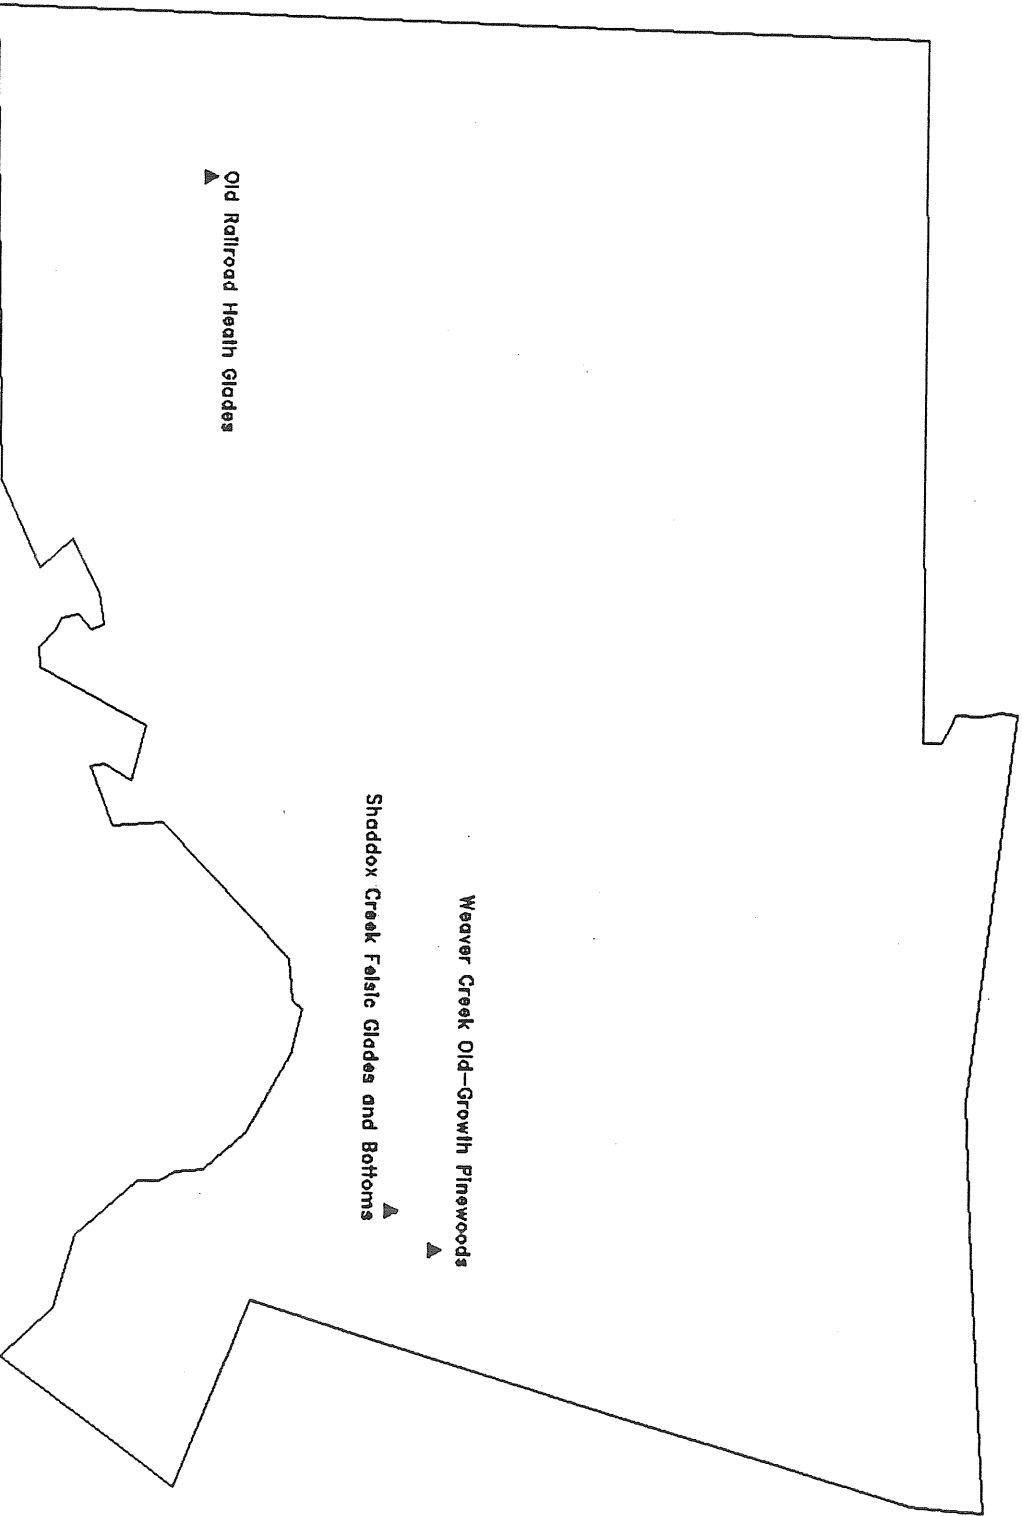 Old Railroad Heath Glades
Weaver Creek Old-Growth Pinewoods
Shaddox Creek Felsic Glades and Bottoms